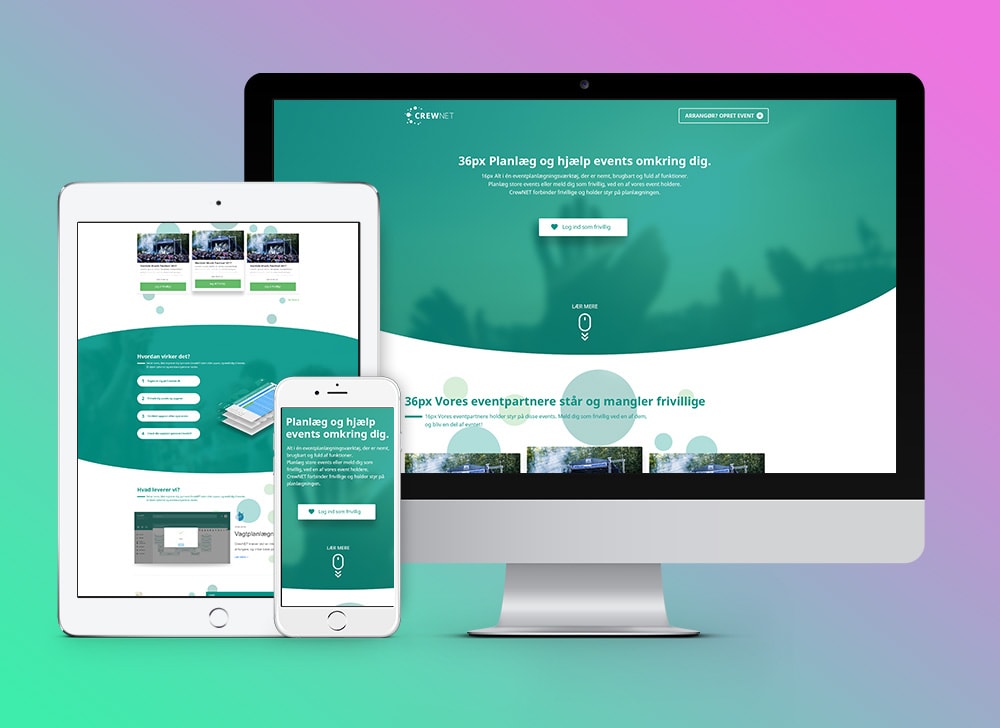 CREWNET
ARRANGØR? OPRET EVENT
36px Planlæg og hjælp events omkring dig.
16px Alt i én eventplanlægningsværktøj, der er nemt, brugbart og fuld af funktioner.
Planlæg store events eller meld dig som frivillig, ved en af vores event holdere.
CrewNET forbinder frivillige og holder styr på planlægningen.
Log ind som frivillig
LÆR MERE
36px Vores eventpartnere står og mangler frivillige
16px Vores eventpartnere holder styr på disse events. Meld dig som frivillig ved en af dem,
og bliv en del af eventet!
Hvordan virker det?
1
2
3
4
Hvad leverer vi?
Vagtplanlægn
Planlæg og hjælp
events omkring dig.
Alt i én eventplanlægningsværktøj, der er nemt,
brugbart og fuld af funktioner.
Planlæg store events eller meld dig som
frivillig, ved en af vores event holdere.
CrewNET forbinder frivillige og holder styr på
planlægningen.
Log ind som frivillig
LÆR MERE